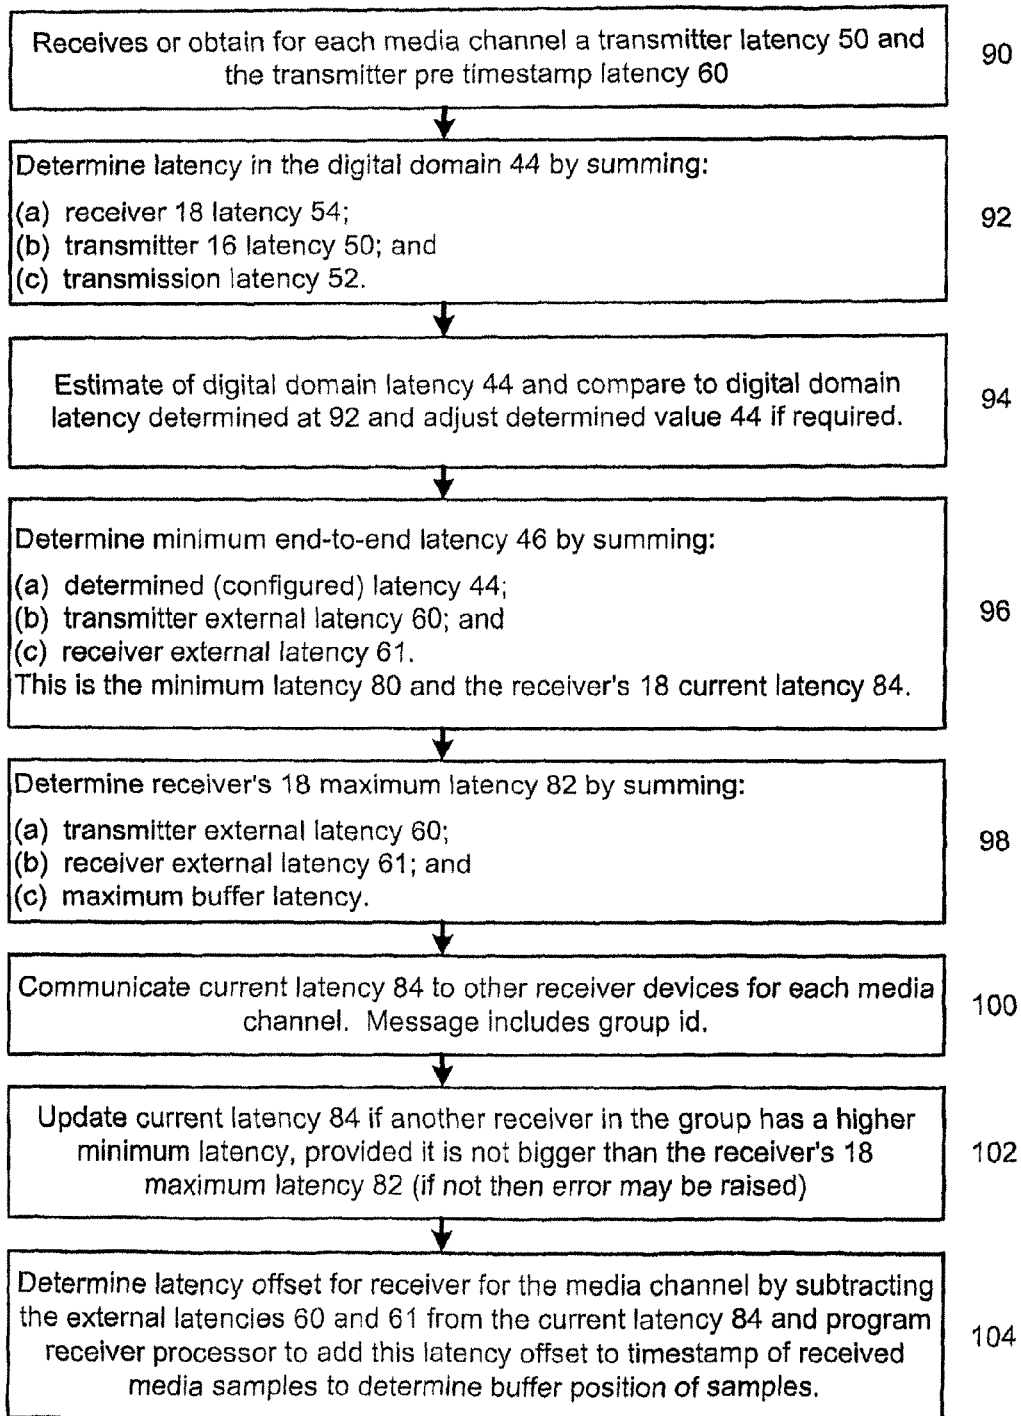 Receives or obtain for each media channel a transmitter latency 50 and
the transmitter pre timestamp latency 60
90
Determine latency in the digital domain 44 by summing:
(a) receiver 18 latency 54;
(b) transmitter 16 latency 50; and
(c) transmission latency 52.
92
Estimate of digital domain latency 44 and compare to digital domain
latency determined at 92 and adjust determined value 44 if required.
94
Determine minimum end-to-end latency 46 by summing:
(a) determined (configured) latency 44;
(b) transmitter external latency 60; and
(c) receiver external latency 61.
This is the minimum latency 80 and the receiver's 18 current latency 84.
96
Determine receiver's 18 maximum latency 82 by summing:
(a) transmitter external latency 60;
(b) receiver external latency 61; and
(c) maximum buffer latency.
98
Communicate current latency 84 to other receiver devices for each media
channel. Message includes group id.
100
Update current latency 84 if another receiver in the group has a higher
minimum latency, provided it is not bigger than the receiver's 18
maximum latency 82 (if not then error may be raised)
102
Determine latency offset for receiver for the media channel by subtracting
the external latencies 60 and 61 from the current latency 84 and program
receiver processor to add this latency offset to timestamp of received
media samples to determine buffer position of samples.
104